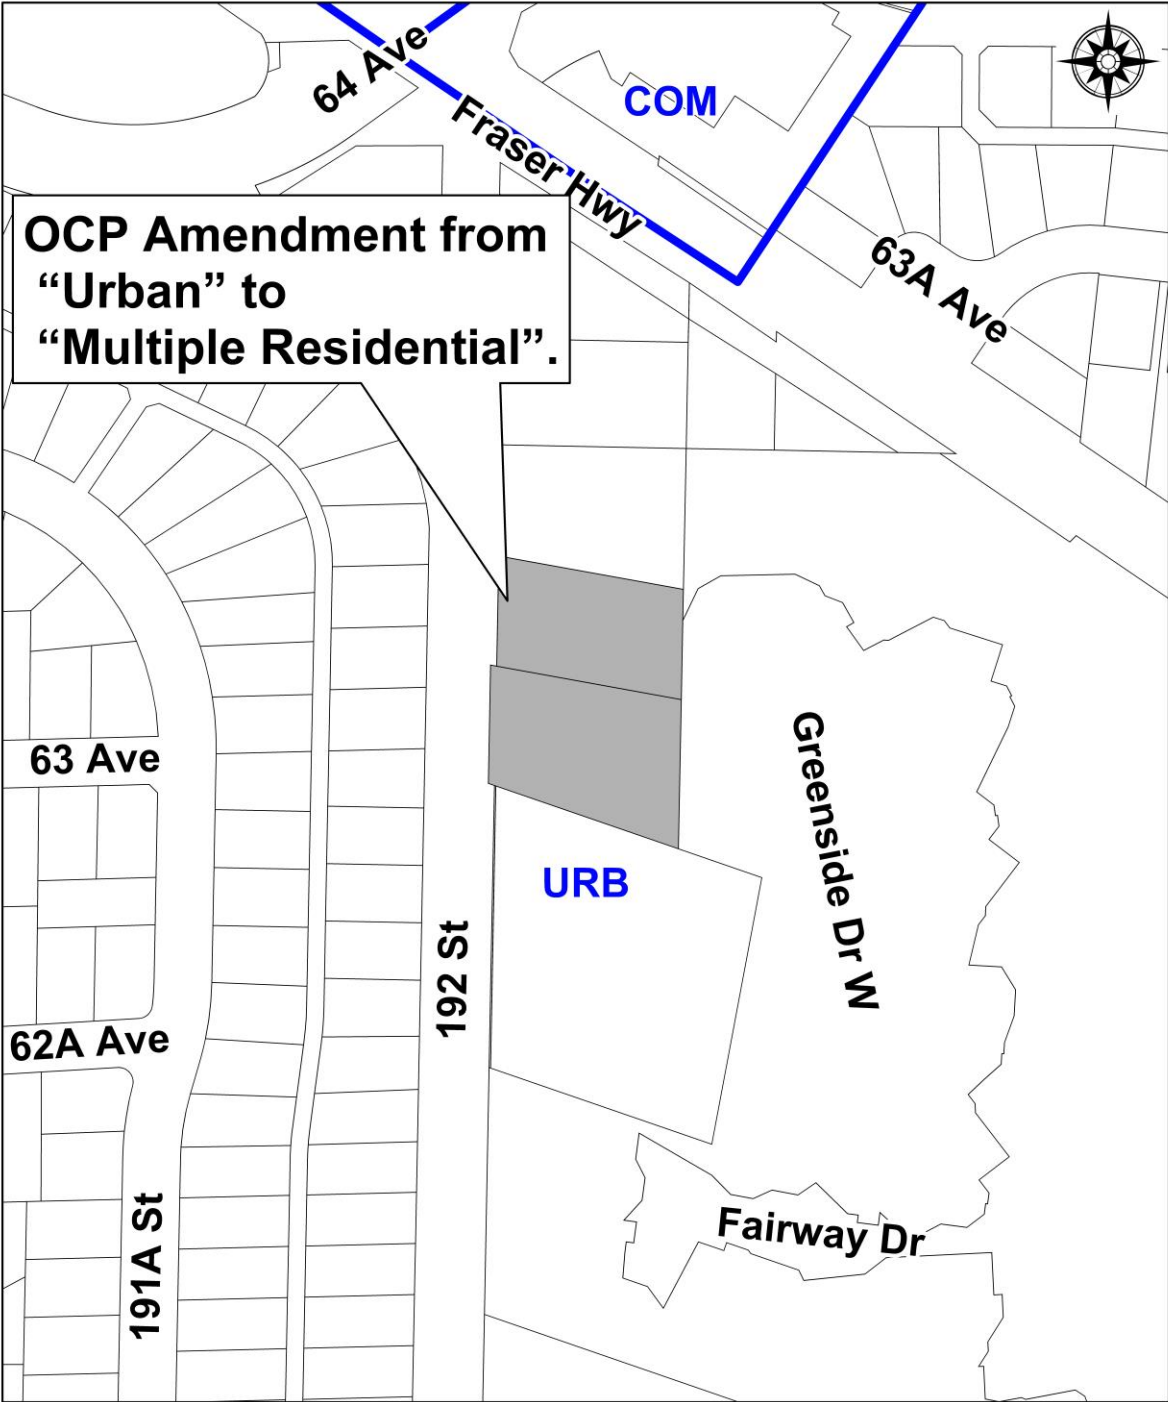 64 Ave
COM
Fraser Hwy
OCP Amendment from
“Urban” to
“Multiple Residential”.
63A Ave
63 Ave
Greenside Dr W
URB
192 St
62A Ave
191A St
Fairway Dr